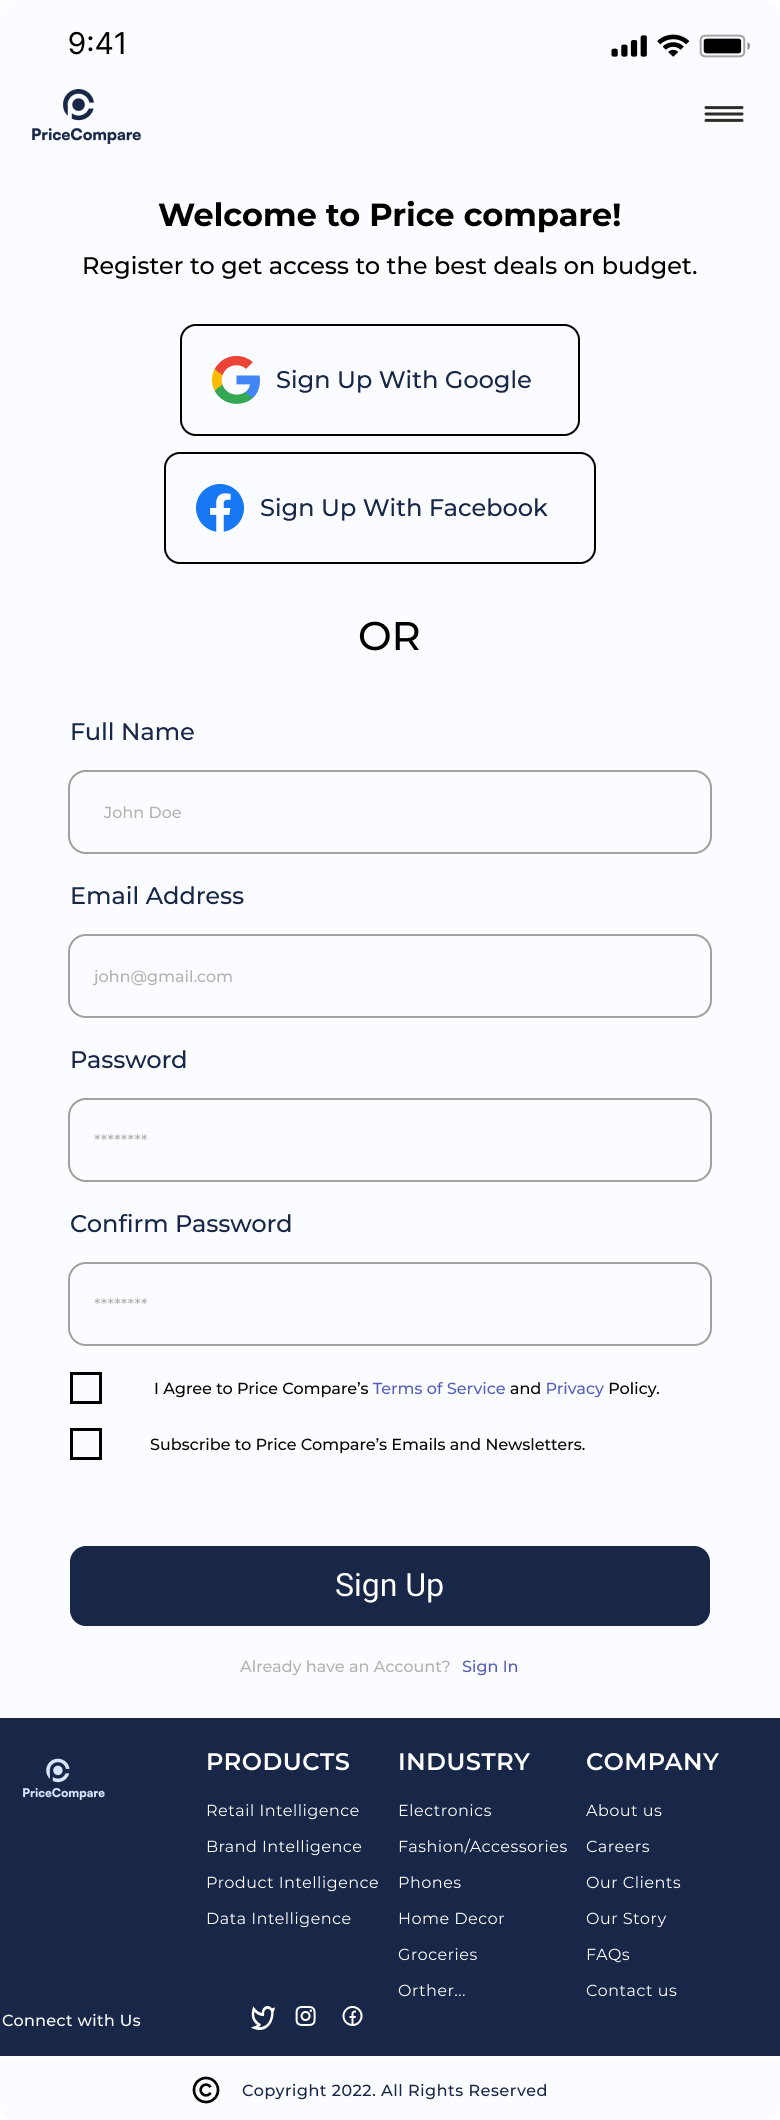 9:41
PriceCompare
Welcome to Price compare!
Register to get access to the best deals on budget.
Sign Up With Google
Sign Up With Facebook
OR
Full Name
John Doe
Email Address
john@gmail.com
Password
********
Confirm Password
********
I Agree to Price Compare’s Terms of Service and Privacy Policy.
Subscribe to Price Compare’s Emails and Newsletters.
Sign Up
Already have an Account? Sign In
PriceCompare
PRODUCTS
Retail Intelligence
Brand Intelligence
Product Intelligence
Data Intelligence
INDUSTRY
Electronics
Fashion/Accessories
Phones
Home Decor
Groceries
Orther...
COMPANY
About us
Careers
Our Clients
Our Story
FAQs
Contact us
Connect with Us
© Copyright 2022. All Rights Reserved